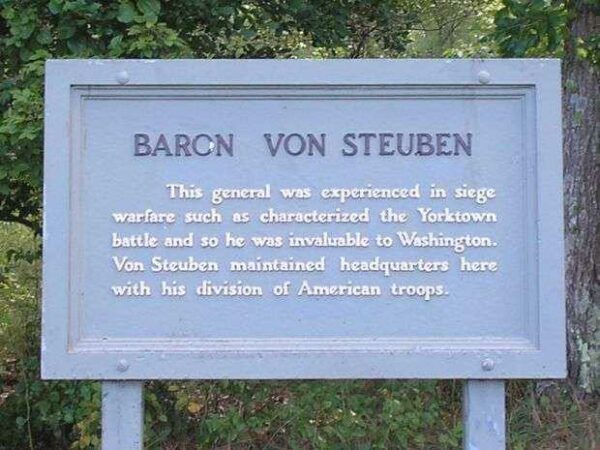 BARON VON STEUBEN
This general was experienced in siege
warfare such as characterized the Yorktown
battle and so he was invaluable to Washington.
Von Steuben maintained headquarters here
with his division of American troops.